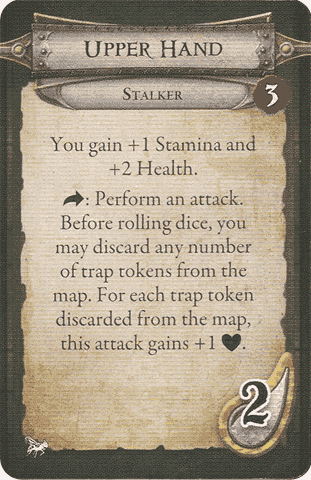 UPPER HAND
STALKER
3
You gain +1 Stamina and
+2 Health.
: Perform an attack.
Before rolling dice, you
may discard any number
of trap tokens from the
map. For each trap token
discarded from the map,
this attack gains +1 ♥.
2